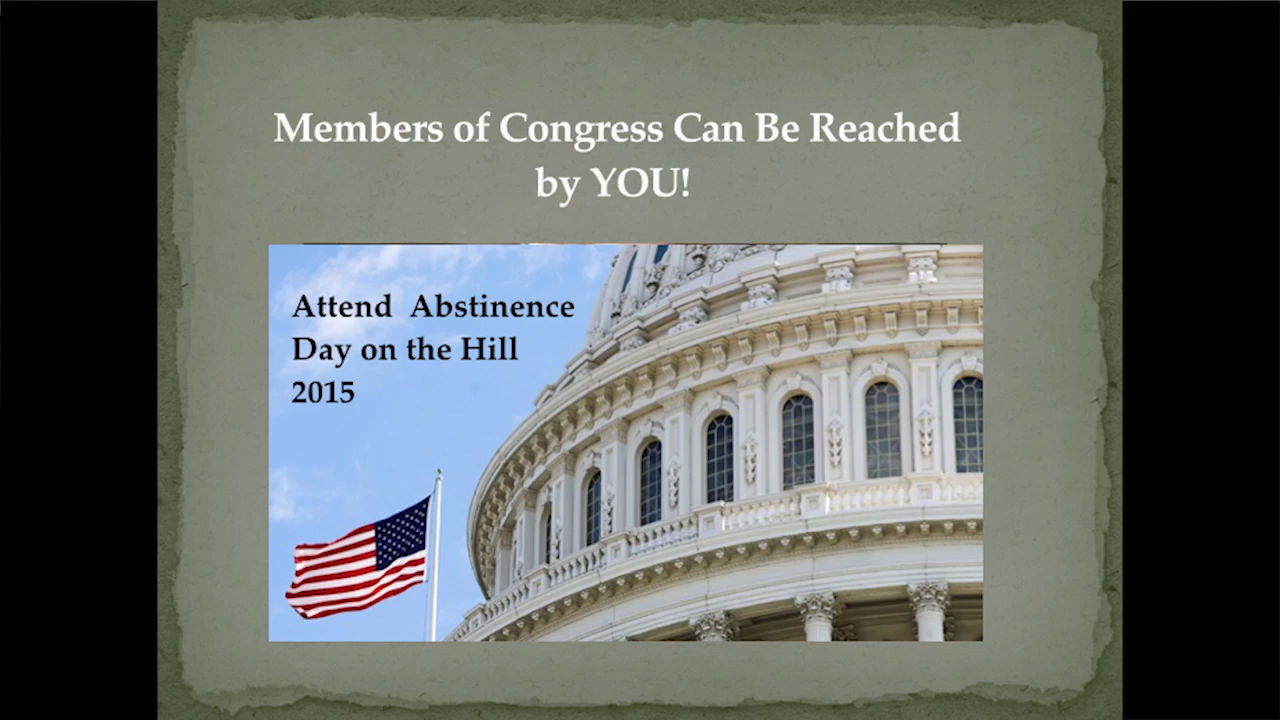 Members of Congress Can Be Reached
by YOU!
Attend Abstinence
Day on the Hill
2015